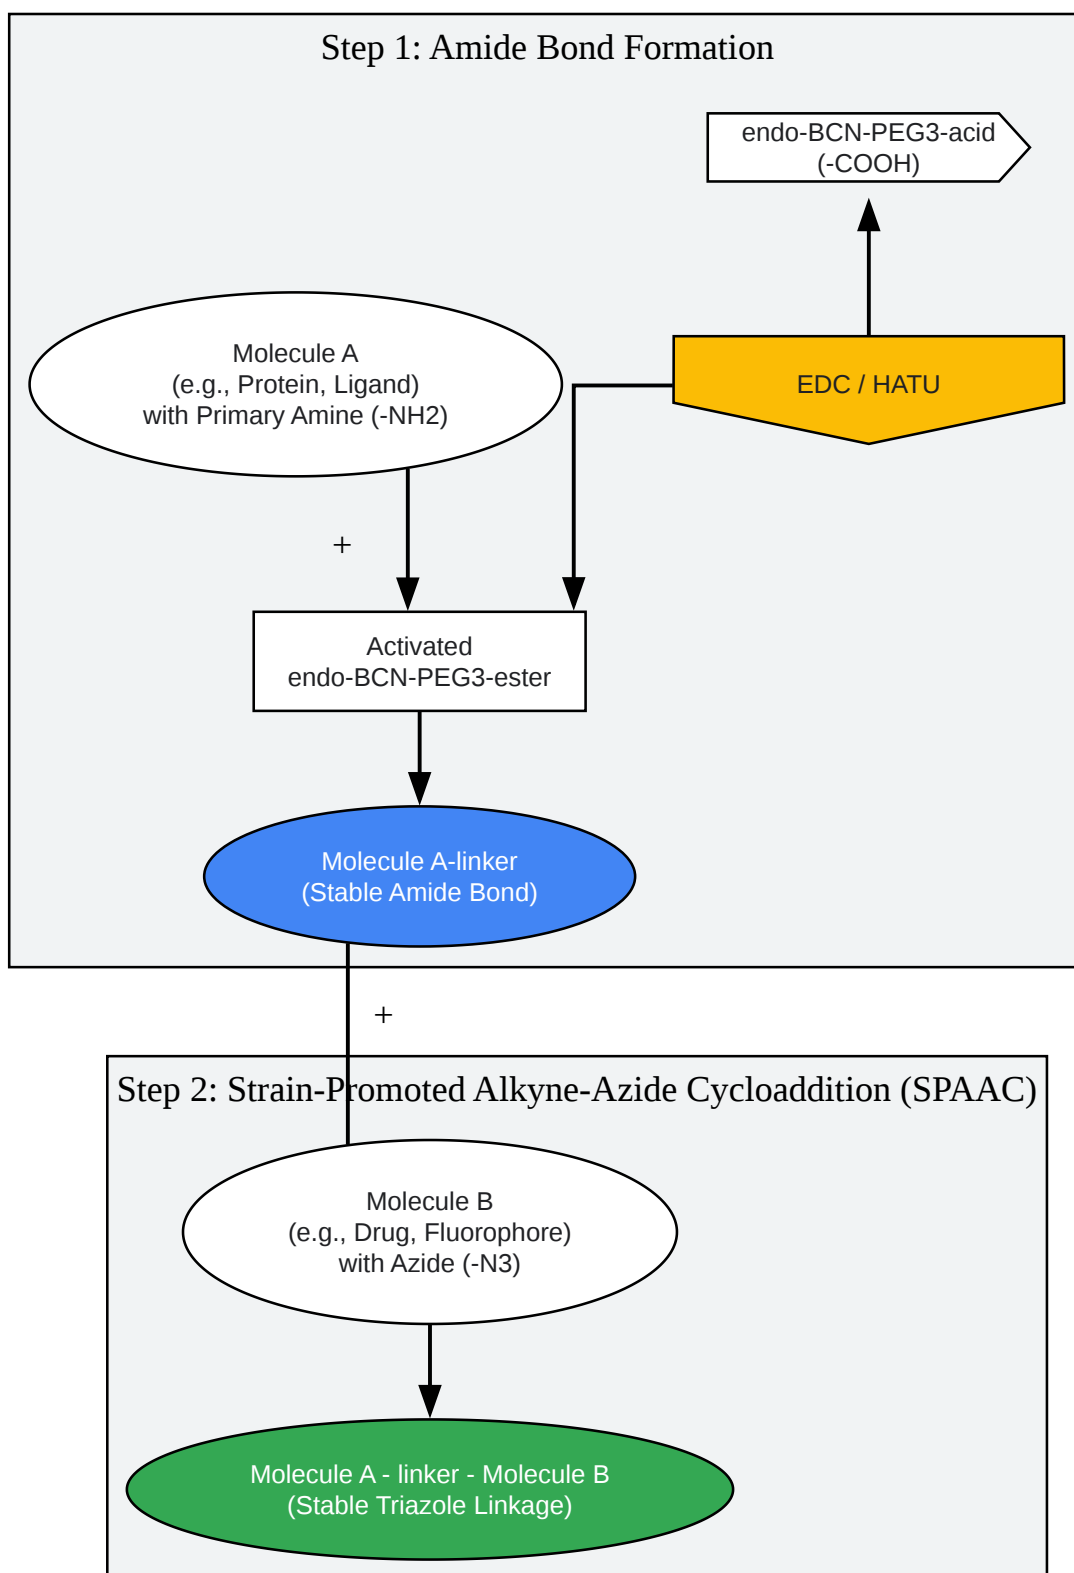 Step 1: Amide Bond Formation
endo-BCN-PEG3-acid
(-COOH)
Molecule A
(e.g., Protein, Ligand)
with Primary Amine (-NH2)
EDC / HATU
+
Activated
endo-BCN-PEG3-ester
Molecule A-linker
(Stable Amide Bond)
+
Step 2: Strain-Promoted Alkyne-Azide Cycloaddition (SPAAC)
Molecule B
(e.g., Drug, Fluorophore)
with Azide (-N3)
Molecule A - linker - Molecule B
(Stable Triazole Linkage)